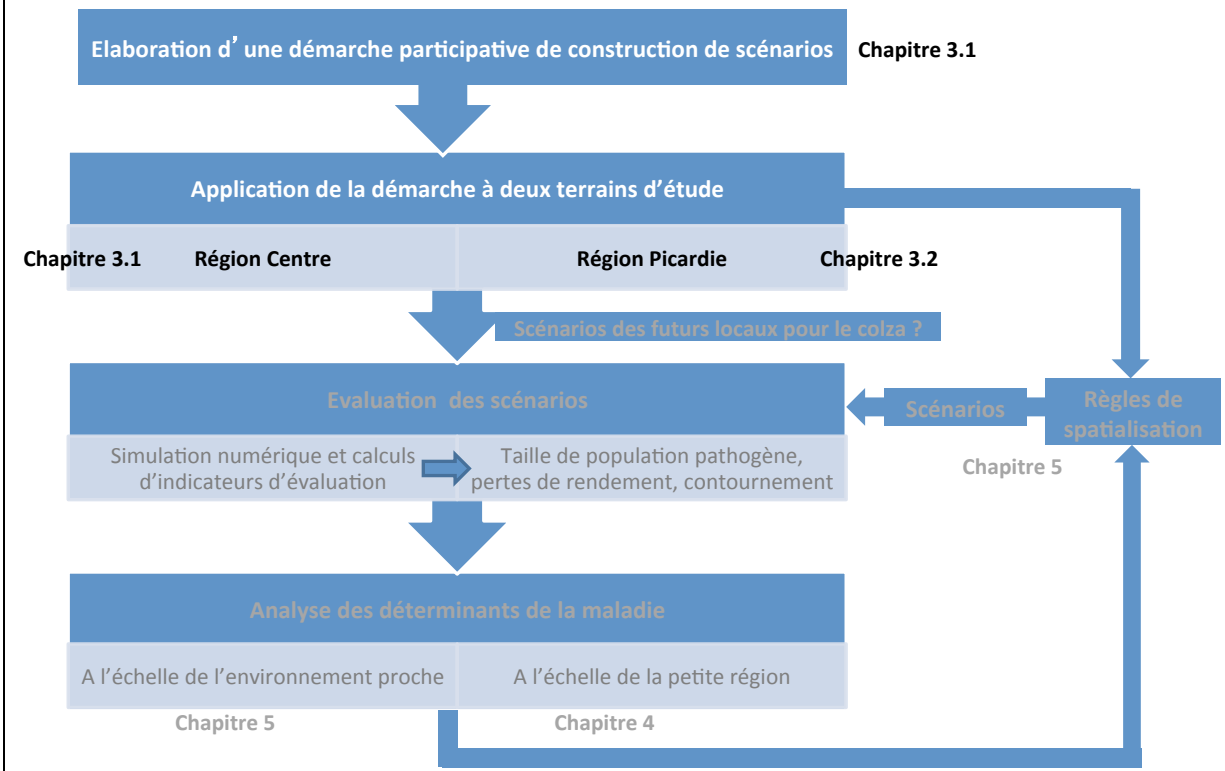 Elaboration d’ une démarche participative de construction de scénarios
Chapitre 3.1
Application de la démarche à deux terrains d’étude
Chapitre 3.1
Région Centre
Région Picardie
Chapitre 3.2
Scénarios des futurs locaux pour le colza ?
Evaluation des scénarios
Scénarios
Règles de
spatialisation
Simulation numérique et calculs
d’indicateurs d’évaluation
Taille de population pathogène,
pertes de rendement, contournement
Chapitre 5
Analyse des déterminants de la maladie
A l’échelle de l’environnement proche
A l’échelle de la petite région
Chapitre 5
Chapitre 4